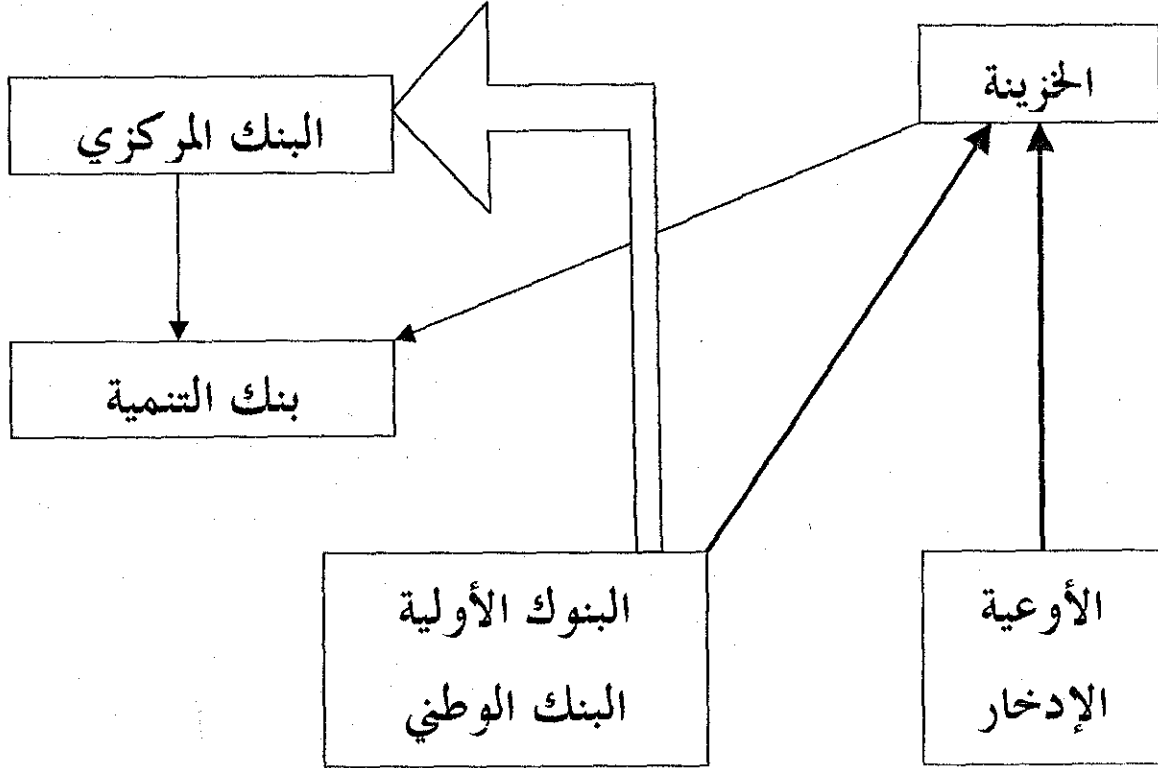 الخزينة
البنك المركزي
بنك التنمية
البنوك الأولية
البنك الوطني
الأوعية
الإدخار